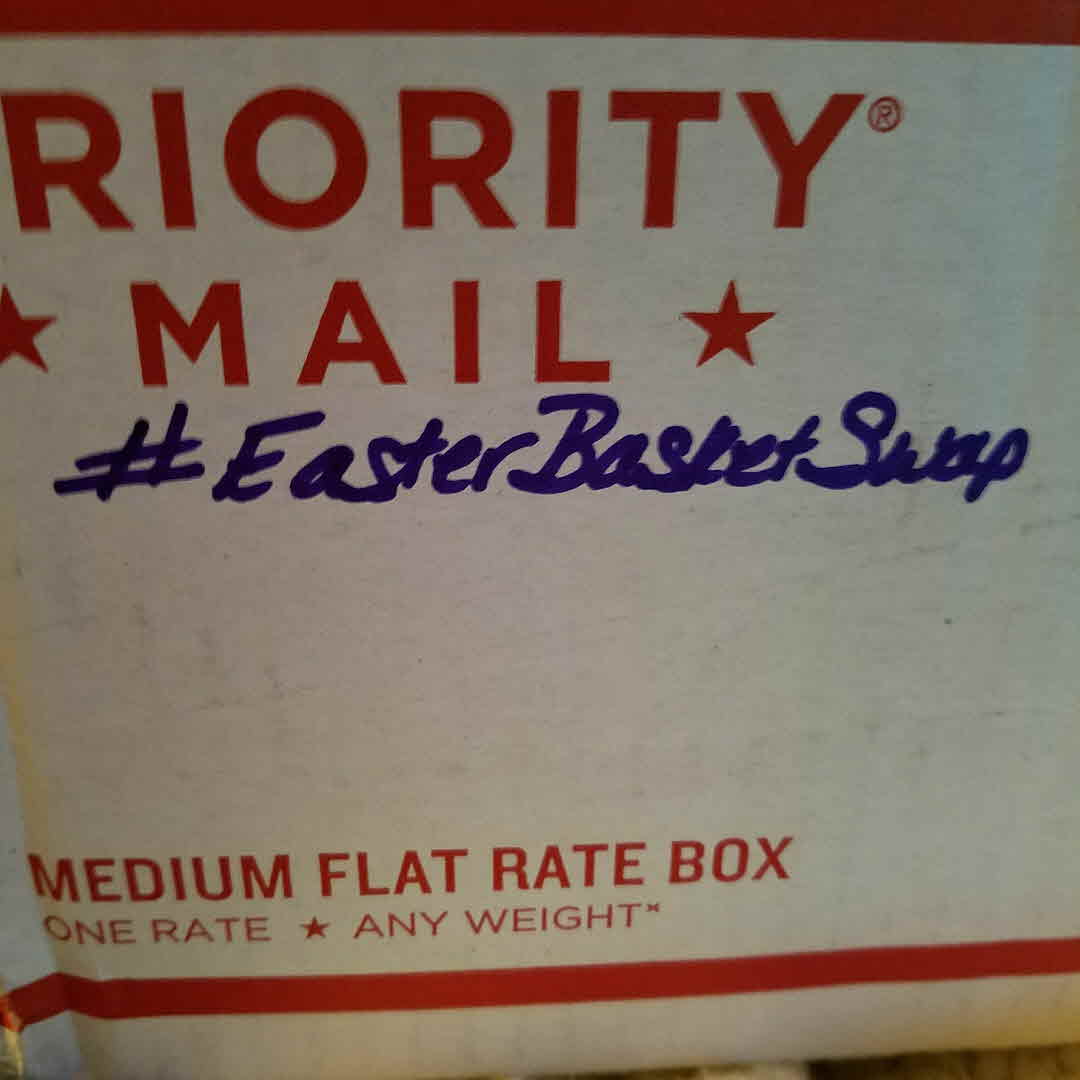 RIORITY®
★ MAIL ★
#EasterBasketSwap
MEDIUM FLAT RATE BOX
ONE RATE ★ ANY WEIGHT*